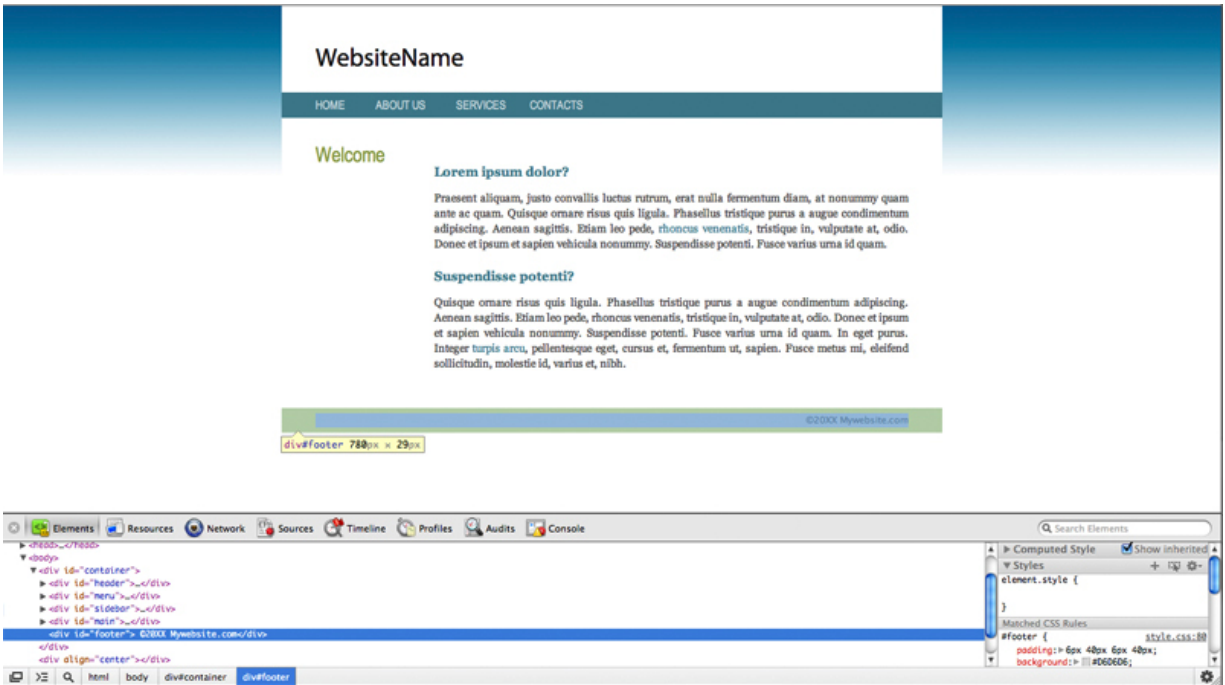 WebsiteName
HOME ABOUT US SERVICES CONTACTS
Welcome
Lorem ipsum dolor?
Praesent aliquam, justo convallis luctus rutrum, erat nulla fermentum diam, at nonummy quam
ante ac quam. Quisque ornare risus quis ligula. Phasellus tristique purus a augue condimentum
adipiscing. Aenean sagittis. Etiam leo pede, rhoncus venenatis, tristique in, vulputate at, odio.
Donec et ipsum et sapien vehicula nonummy. Suspendisse potenti. Fusce varius urna id quam.
Suspendisse potenti?
Quisque ornare risus quis ligula. Phasellus tristique purus a augue condimentum adipiscing.
Aenean sagittis. Etiam leo pede, rhoncus venenatis, tristique in, vulputate at, odio. Donec et ipsum
et sapien vehicula nonummy. Suspendisse potenti. Fusce varius urna id quam. In eget purus.
Integer turpis arcu, pellentesque eget, cursus et, fermentum ut, sapien. Fusce metus mi, eleifend
sollicitudin, molestie id, varius et, nibh.
©20XX Mywebsite.com
div#footer 780px × 29px
Elements Resources Network Sources Timeline Profiles Audits Console Search Elements
▶ <head>…</head>
▼ <body>
▼ <div id="container">
▶ <div id="header">…</div>
▶ <div id="menu">…</div>
▶ <div id="sidebar">…</div>
▶ <div id="main">…</div>
<div id="footer"> ©20XX Mywebsite.com</div>
</div>
<div align="center"></div>
▶ Computed Style Show inherited
▼ Styles
element.style {
}
Matched CSS Rules
#footer { style.css:80
padding:▶ 6px 40px 6px 40px;
background:▶ #D6D6D6;
html body div#container div#footer